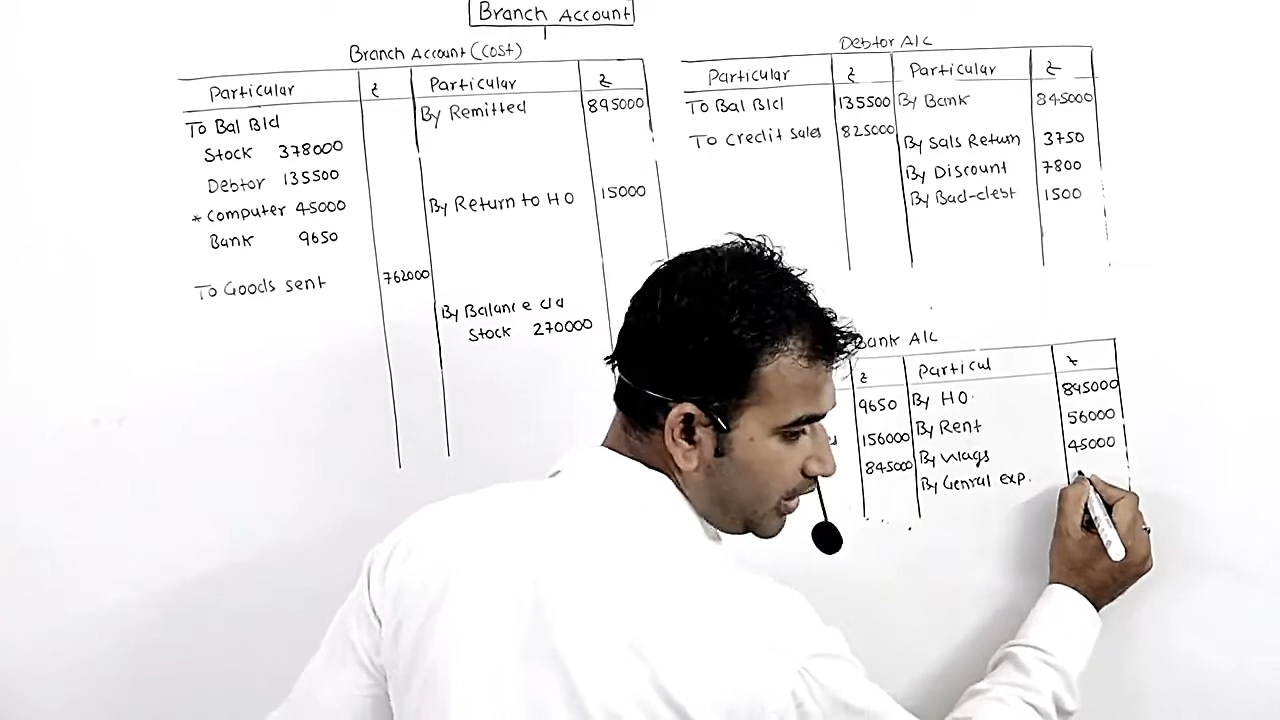 Branch Account
Branch Account (Cost)
Particular ₹ Particular ₹
To Bal Bld By Remitted 895000
Stock 378000
Debtor 135500
* Computer 45000 By Return to HO 15000
Bank 9650
To Goods sent 762000
By Balance c/d
Stock 270000
Debtor A/C
Particular ₹ Particular ₹
To Bal Bld 135500 By Bank 845000
To Credit Sales 825000 By Sals Return 3750
By Discount 7800
By Bad-debt 1500
Bank A/C
₹ Particul ₹
9650 By HO. 895000
156000 By Rent 56000
845000 By Wags 45000
By Genral exp.